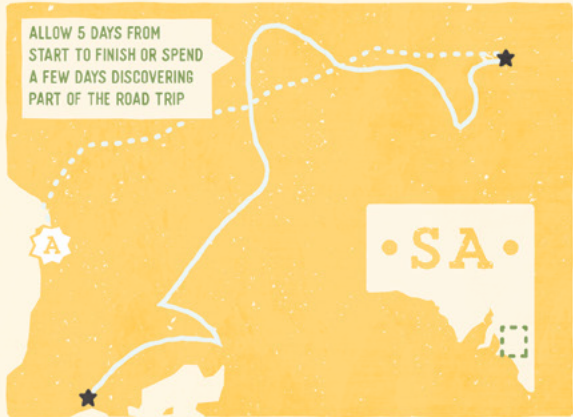 ALLOW 5 DAYS FROM
START TO FINISH OR SPEND
A FEW DAYS DISCOVERING
PART OF THE ROAD TRIP
A
• SA •